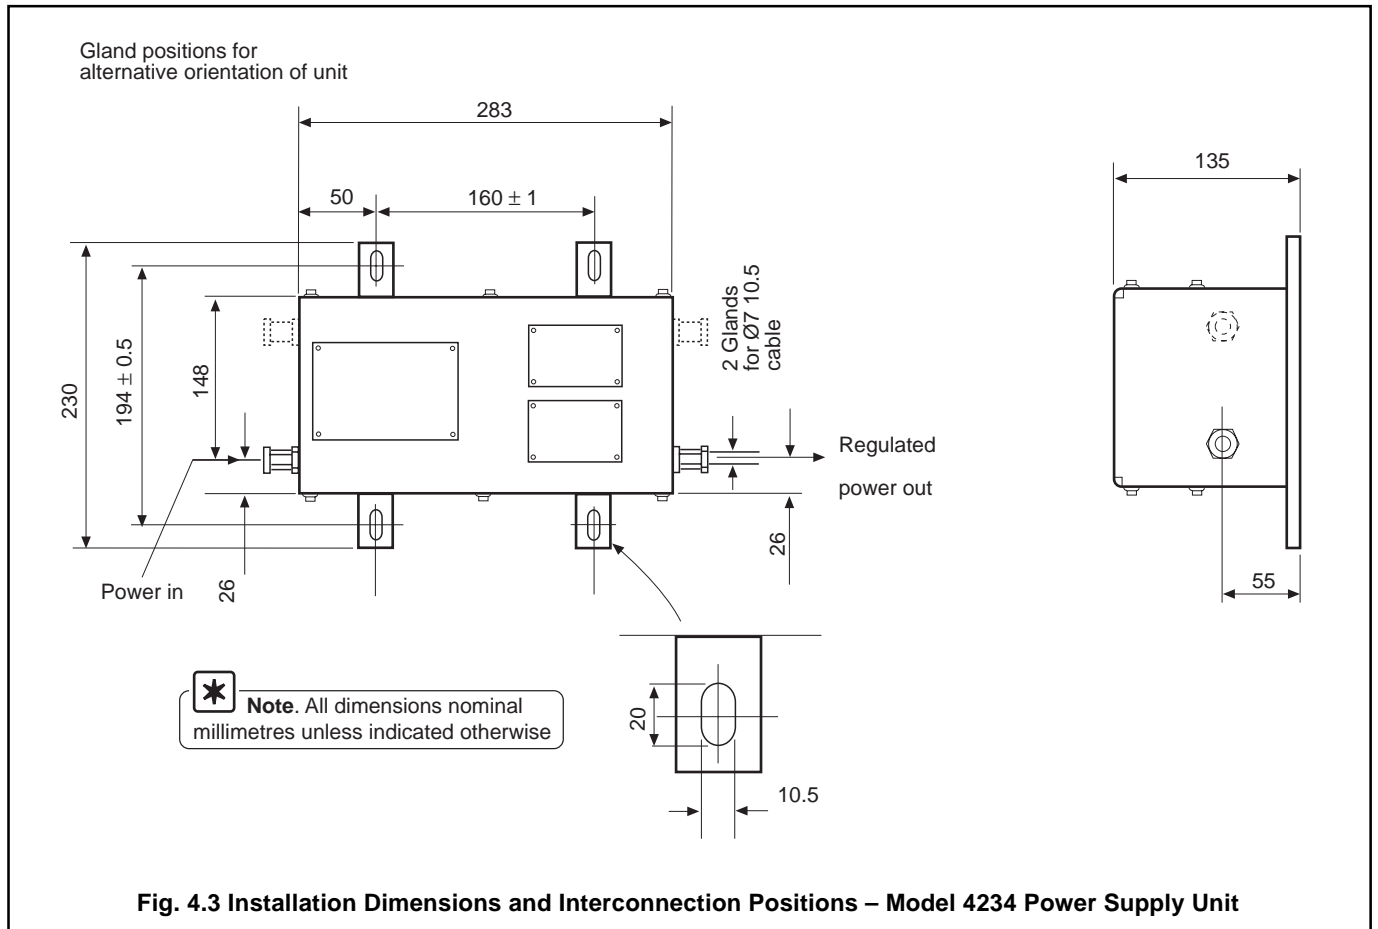 Gland positions for
alternative orientation of unit
283
135
50
160 ± 1
2 Glands
for Ø7 10.5
cable
230
194 ± 0.5
148
Regulated
power out
26
26
Power in
55
Note. All dimensions nominal
millimetres unless indicated otherwise
20
10.5
Fig. 4.3 Installation Dimensions and Interconnection Positions – Model 4234 Power Supply Unit